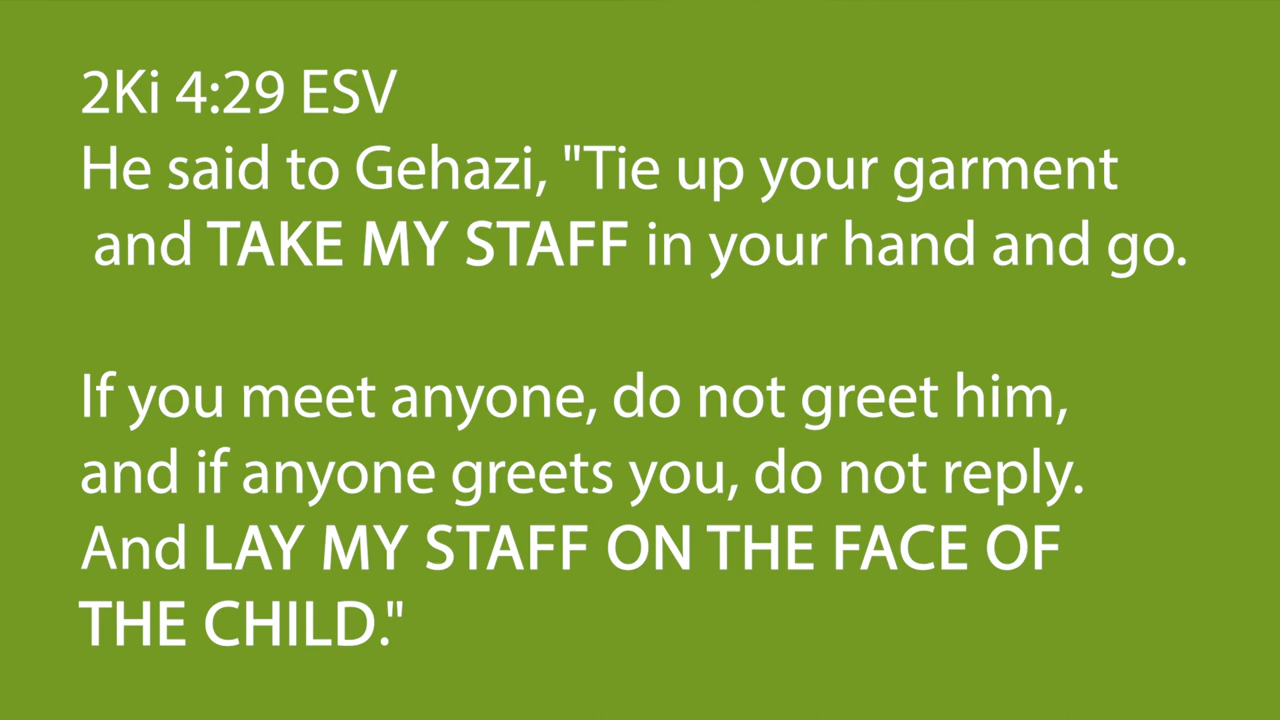 2Ki 4:29 ESV
He said to Gehazi, "Tie up your garment
and TAKE MY STAFF in your hand and go.
If you meet anyone, do not greet him,
and if anyone greets you, do not reply.
And LAY MY STAFF ON THE FACE OF
THE CHILD."